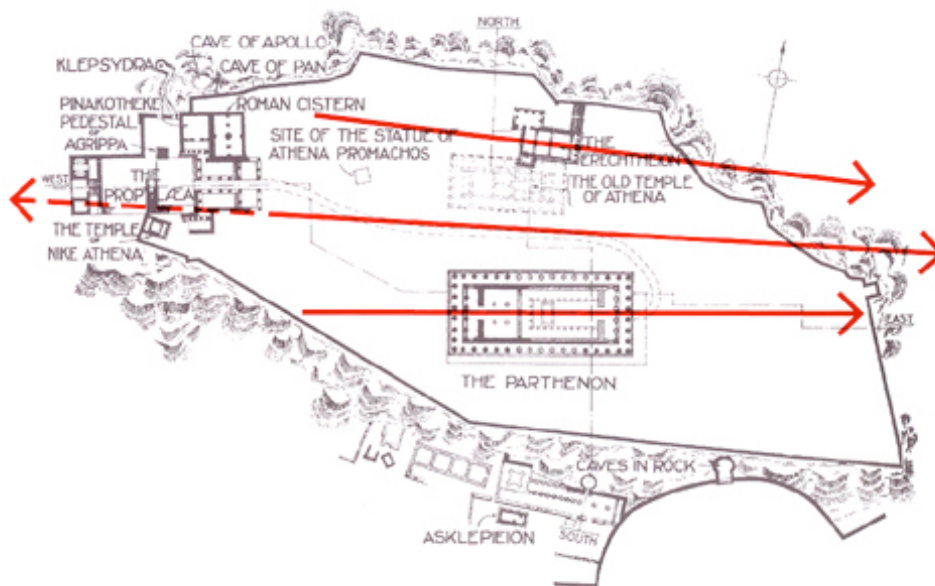 NORTH
CAVE OF APOLLO
KLEPSYDRA
CAVE OF PAN
PINAKOTHEKE
PEDESTAL
OF
AGRIPPA
ROMAN CISTERN
SITE OF THE STATUE OF
ATHENA PROMACHOS
THE
ERECHTHEION
THE OLD TEMPLE
OF ATHENA
WEST
THE
PROPYLÆA
THE TEMPLE
OF
NIKE ATHENA
EAST
THE PARTHENON
CAVES IN ROCK
ASKLEPIEION
SOUTH